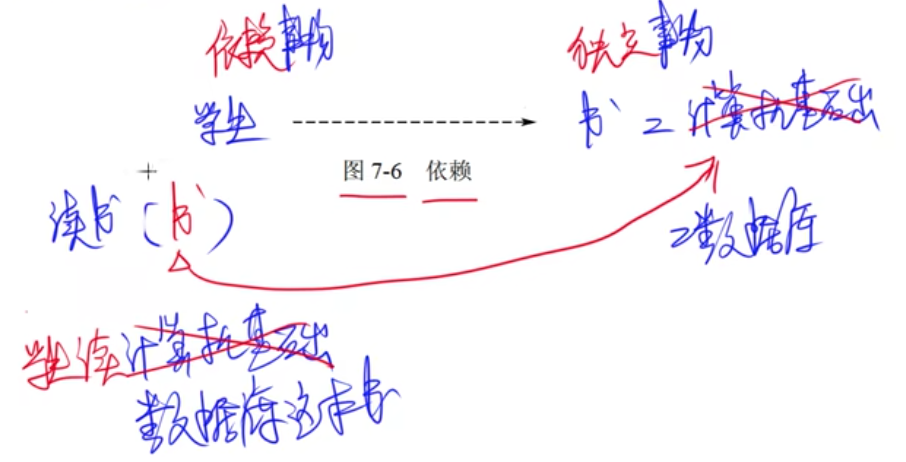 依赖事物 独立事物
学生 书 = 计算机基础
图 7-6 依赖
+读书（书）
=数据库
学生读计算机基础
数据库这本书